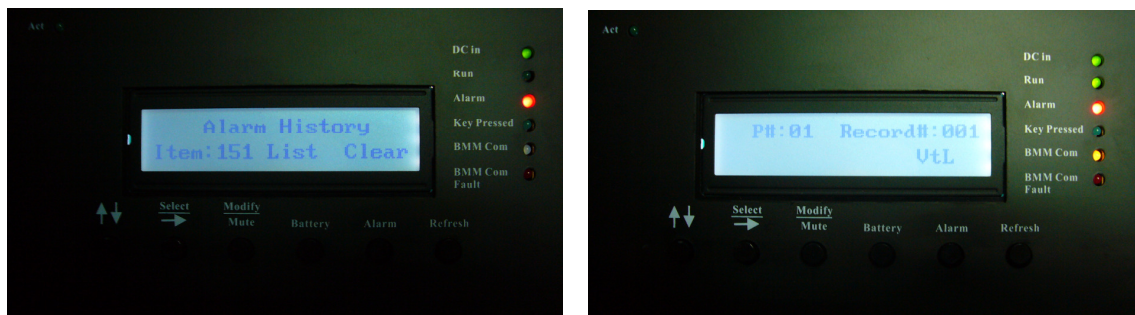 Act
DC in
Run
Alarm
Key Pressed
BMM Com
BMM Com
Fault
Alarm History
Item:151 List Clear
Select
Modify
Mute
Battery
Alarm
Refresh
Act
DC in
Run
Alarm
Key Pressed
BMM Com
BMM Com
Fault
P#:01 Record#:001
VtL
Select
Modify
Mute
Battery
Alarm
Refresh